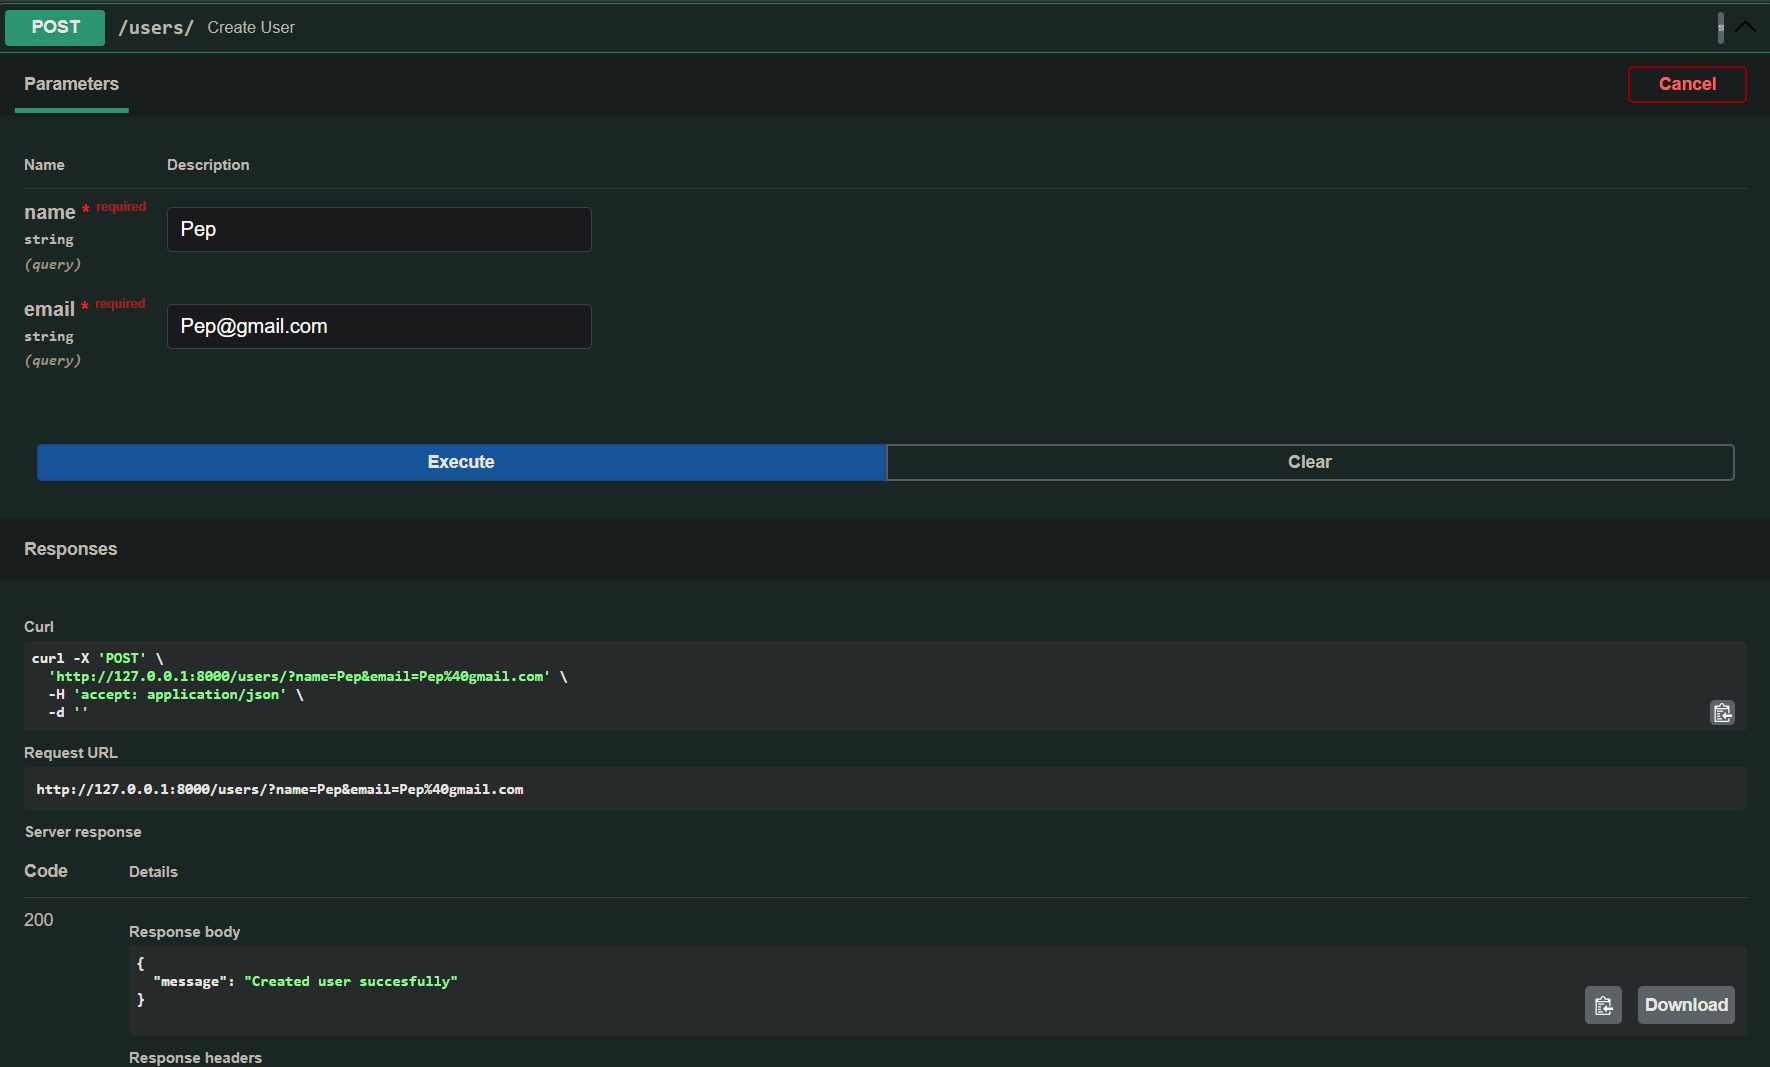 POST /users/ Create User
Parameters
Cancel
Name Description
name * required
string
(query)
Pep
email * required
string
(query)
Pep@gmail.com
Execute
Clear
Responses
Curl
curl -X 'POST' \
  'http://127.0.0.1:8000/users/?name=Pep&email=Pep%40gmail.com' \
  -H 'accept: application/json' \
  -d ''
Request URL
http://127.0.0.1:8000/users/?name=Pep&email=Pep%40gmail.com
Server response
Code Details
200
Response body
{
  "message": "Created user succesfully"
}
Download
Response headers